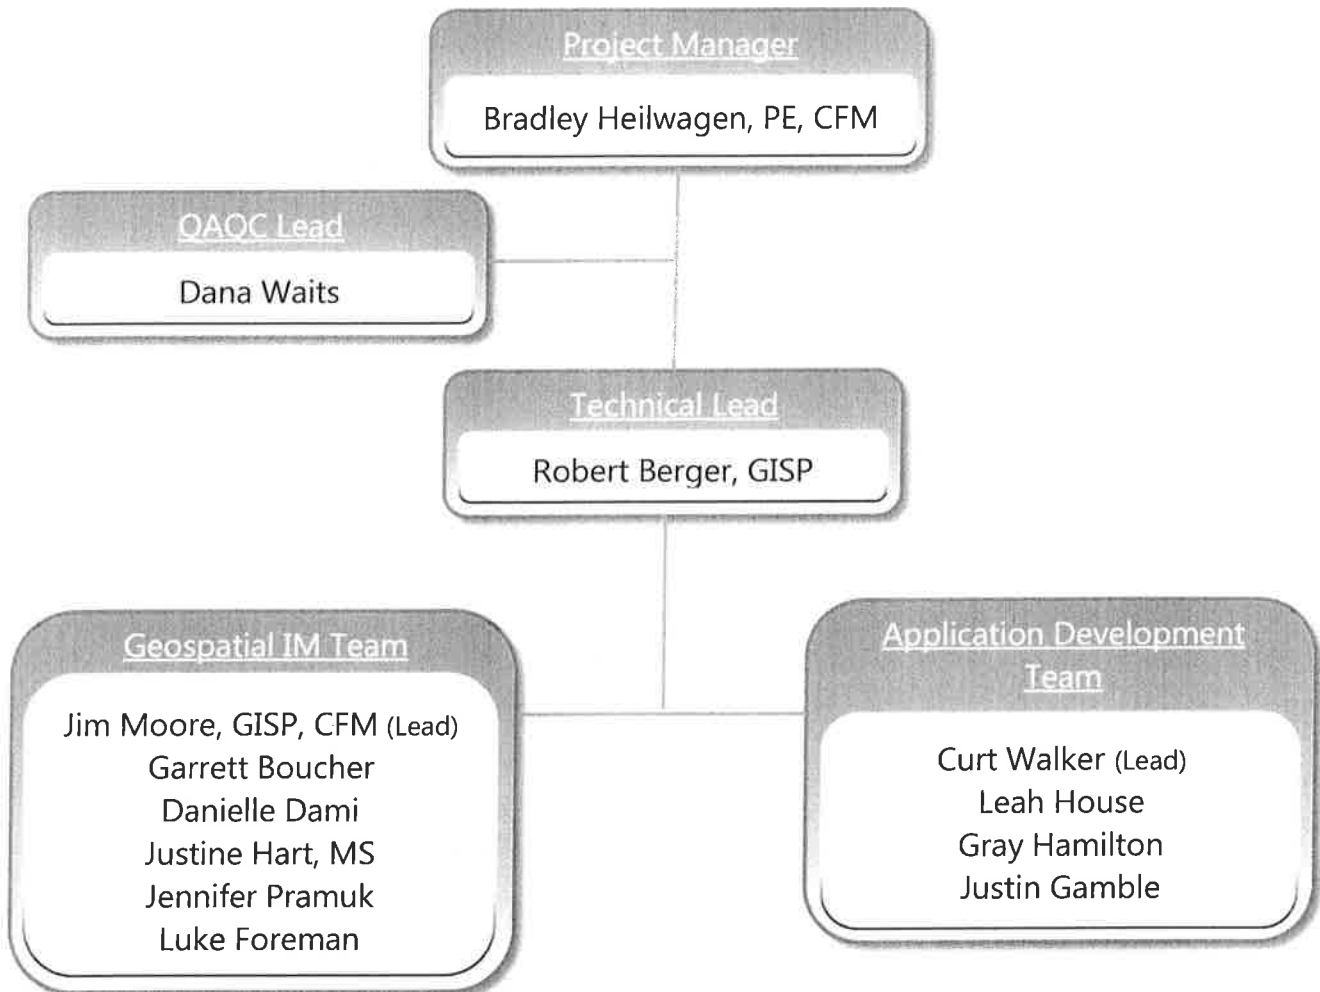 Project Manager
Bradley Heilwagen, PE, CFM
QAQC Lead
Dana Waits
Technical Lead
Robert Berger, GISP
Geospatial IM Team
Jim Moore, GISP, CFM (Lead)
Garrett Boucher
Danielle Dami
Justine Hart, MS
Jennifer Pramuk
Luke Foreman
Application Development
Team
Curt Walker (Lead)
Leah House
Gray Hamilton
Justin Gamble